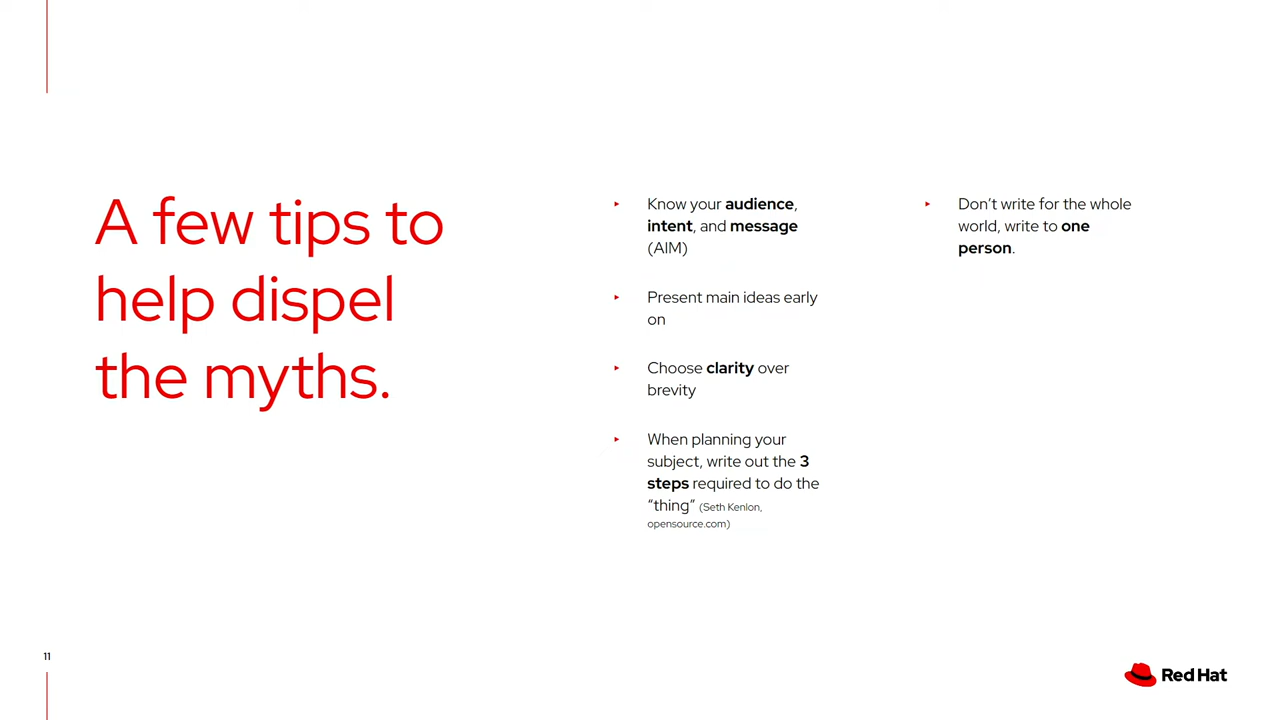 A few tips to
help dispel
the myths.
Know your audience,
intent, and message
(AIM)
Present main ideas early
on
Choose clarity over
brevity
When planning your
subject, write out the 3
steps required to do the
“thing” (Seth Kenlon,
opensource.com)
Don’t write for the whole
world, write to one
person.
11
Red Hat